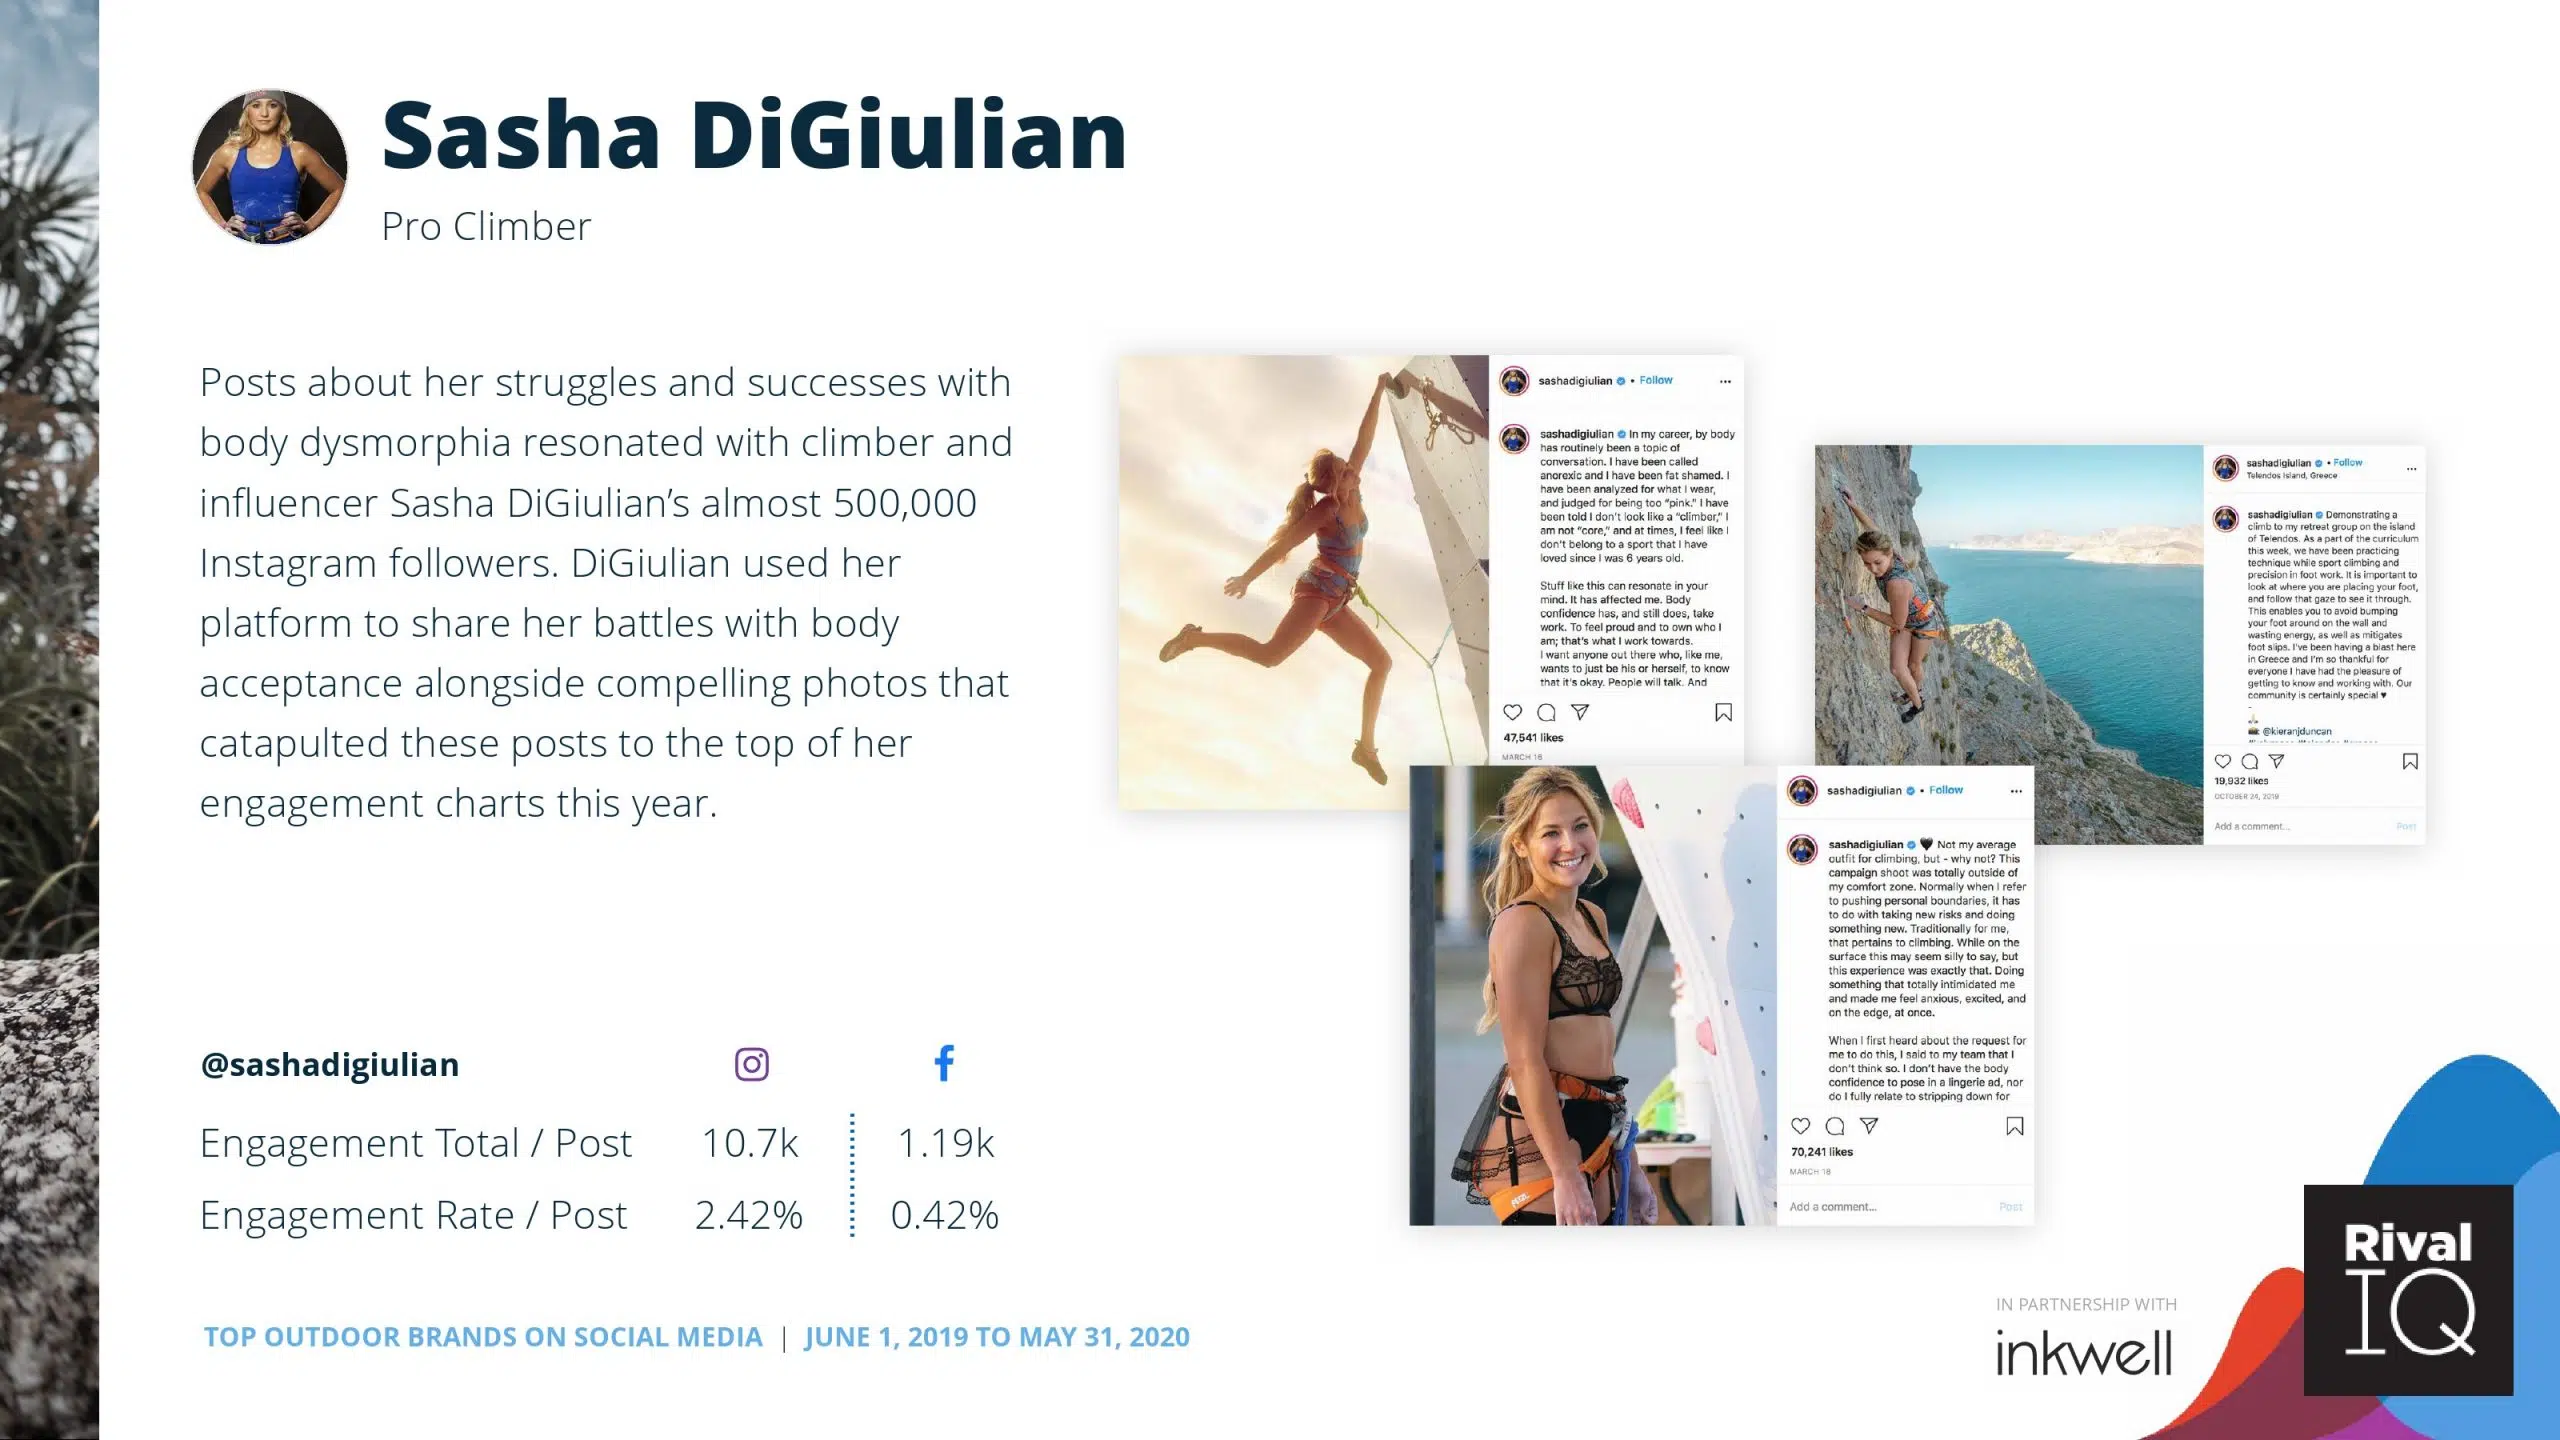 Sasha DiGiulian
Pro Climber
Posts about her struggles and successes with
body dysmorphia resonated with climber and
influencer Sasha DiGiulian’s almost 500,000
Instagram followers. DiGiulian used her
platform to share her battles with body
acceptance alongside compelling photos that
catapulted these posts to the top of her
engagement charts this year.
@sashadigiulian
Engagement Total / Post 10.7k 1.19k
Engagement Rate / Post 2.42% 0.42%
TOP OUTDOOR BRANDS ON SOCIAL MEDIA | JUNE 1, 2019 TO MAY 31, 2020
sashadigiulian • Follow
sashadigiulian In my career, by body
has routinely been a topic of
conversation. I have been called
anorexic and I have been fat shamed. I
have been analyzed for what I wear,
and judged for being too “pink.” I have
been told I don’t look like a “climber,” I
am not “core,” and at times, I feel like I
don’t belong to a sport that I have
loved since I was 6 years old.
Stuff like this can resonate in your
mind. It has affected me. Body
confidence has, and still does, take
work. To feel proud and to own who I
am; that’s what I work towards.
I want anyone out there who, like me,
wants to just be his or herself, to know
that it’s okay. People will talk. And
47,541 likes
sashadigiulian • Follow
Telendos Island, Greece
sashadigiulian Demonstrating a
climb to my retreat group on the island
of Telendos. As a part of the curriculum
this week, we have been practicing
technique while sport climbing and
precision in foot work. It is important to
look at where you are placing your foot,
and follow that gaze to see it through.
This enables you to avoid bumping
your foot around on the wall and
wasting energy, as well as mitigates
foot slips. I’ve been having a blast here
in Greece and I’m so thankful for
everyone I have had the pleasure of
getting to know and working with. Our
community is certainly special ♥
-
@kieranjduncan
19,932 likes
OCTOBER 24, 2019
Add a comment...
Post
sashadigiulian • Follow
sashadigiulian 🖤 Not my average
outfit for climbing, but - why not? This
campaign shoot was totally outside of
my comfort zone. Normally when I refer
to pushing personal boundaries, it has
to do with taking new risks and doing
something new. Traditionally for me,
that pertains to climbing. While on the
surface this may seem silly to say, but
this experience was exactly that. Doing
something that totally intimidated me
and made me feel anxious, excited, and
on the edge, at once.
When I first heard about the request for
me to do this, I said to my team that I
don’t think so. I don’t have the body
confidence to pose in a lingerie ad, nor
do I fully relate to stripping down for
70,241 likes
MARCH 18
Add a comment...
Post
PETZL
IN PARTNERSHIP WITH
inkwell
Rival
IQ